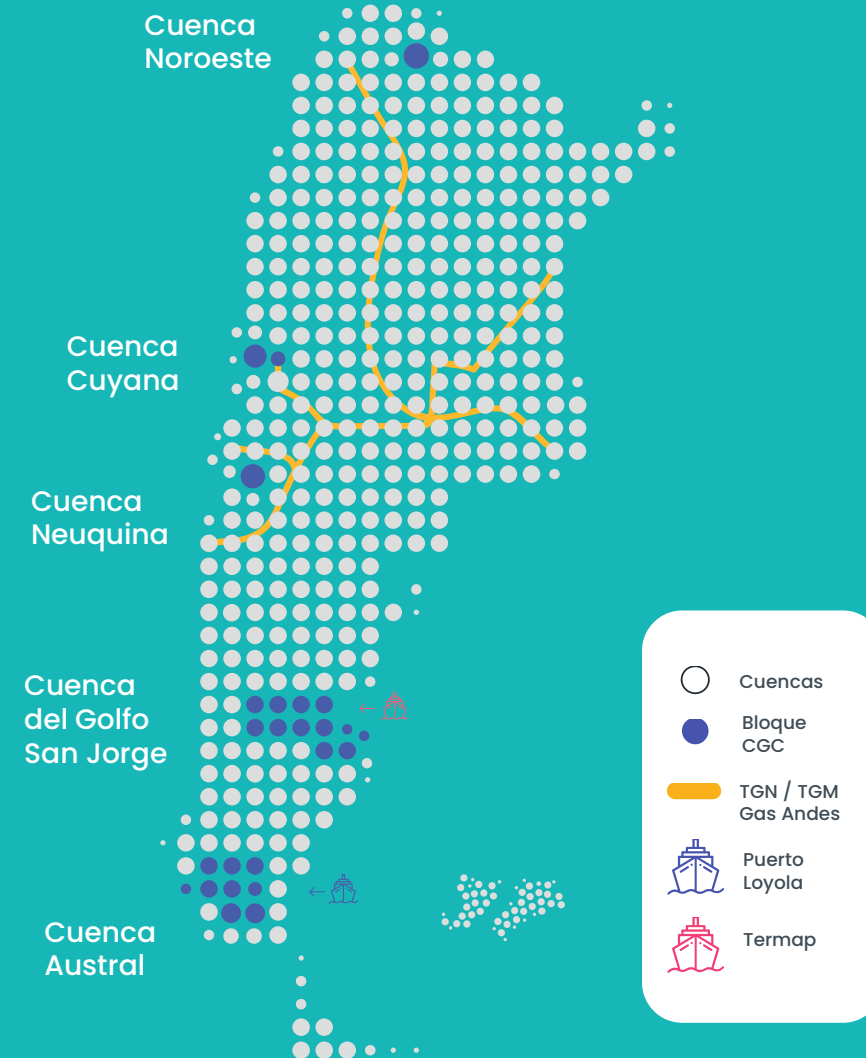 Cuenca
Noroeste
Cuenca
Cuyana
Cuenca
Neuquina
Cuenca
del Golfo
San Jorge
Cuenca
Austral
Cuencas
Bloque
CGC
TGN / TGM
Gas Andes
Puerto
Loyola
Termap